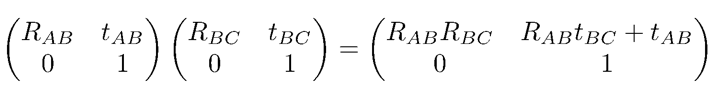 \begin{pmatrix} R_{AB} & t_{AB} \\ 0 & 1 \end{pmatrix} \begin{pmatrix} R_{BC} & t_{BC} \\ 0 & 1 \end{pmatrix} = \begin{pmatrix} R_{AB}R_{BC} & R_{AB}t_{BC} + t_{AB} \\ 0 & 1 \end{pmatrix}